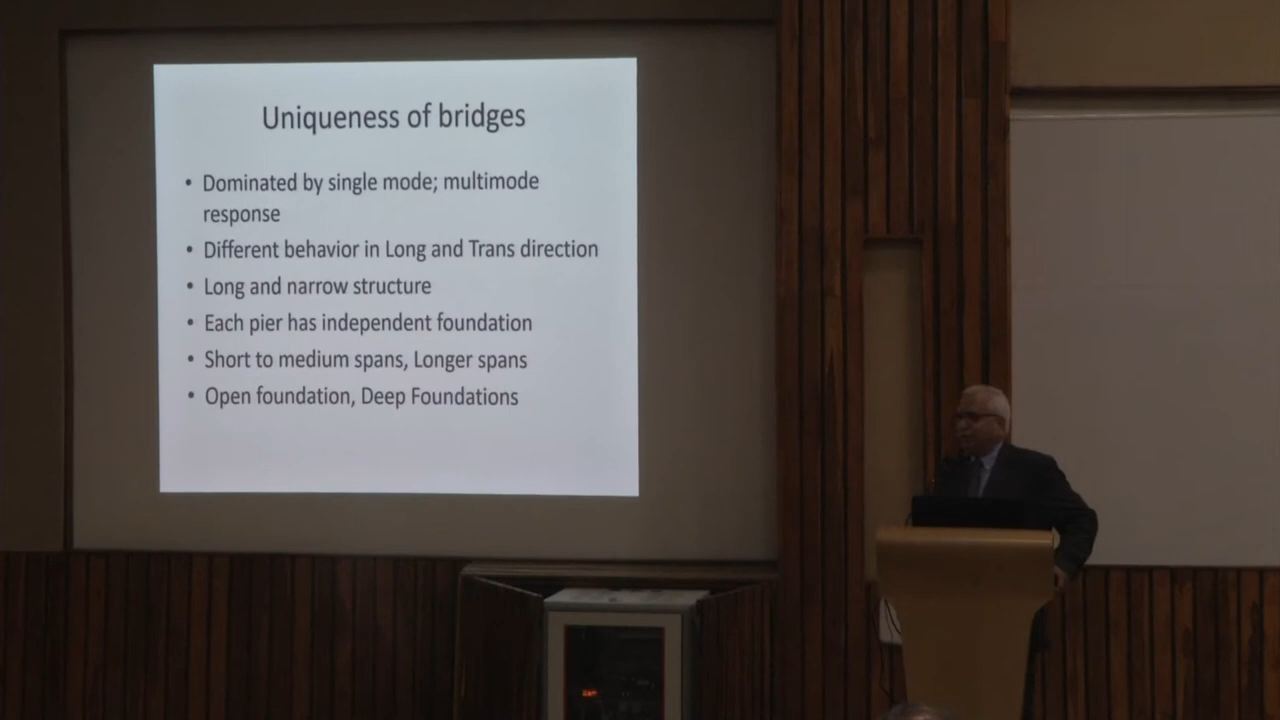 Uniqueness of bridges
• Dominated by single mode; multimode
response
• Different behavior in Long and Trans direction
• Long and narrow structure
• Each pier has independent foundation
• Short to medium spans, Longer spans
• Open foundation, Deep Foundations